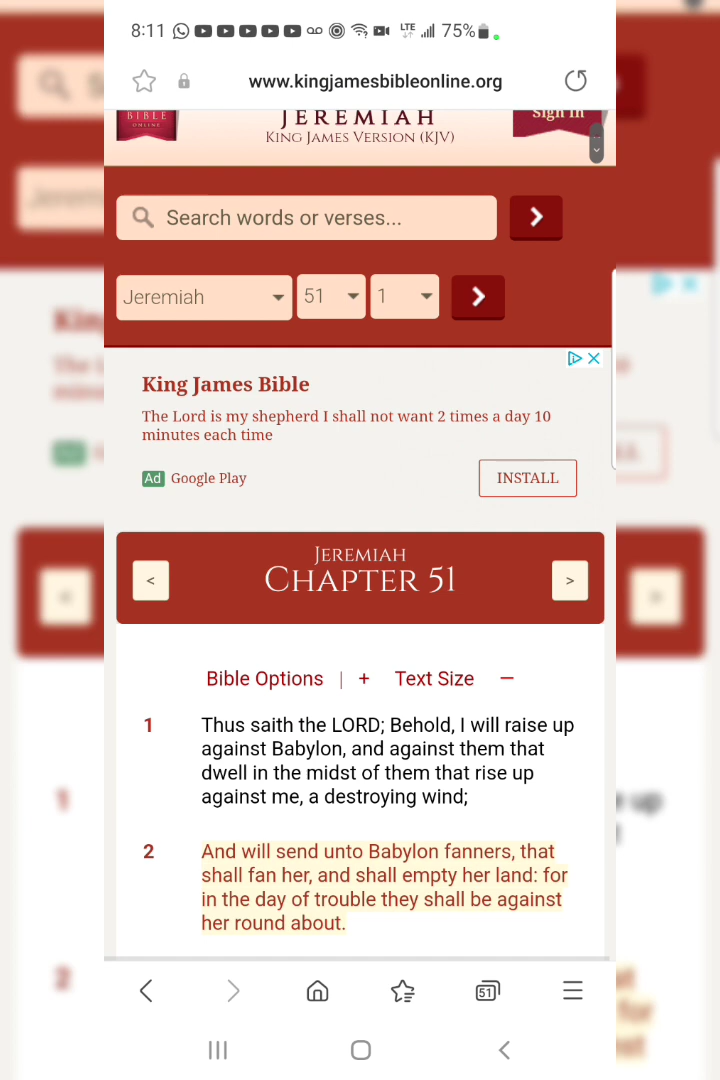 8:11 LTE 75%
www.kingjamesbibleonline.org
BIBLE
ONLINE
JEREMIAH
KING JAMES VERSION (KJV)
Sign in
Search words or verses...
Jeremiah 51 1
King James Bible
The Lord is my shepherd I shall not want 2 times a day 10
minutes each time
Ad Google Play
INSTALL
JEREMIAH
CHAPTER 51
< >
Bible Options | + Text Size −
1 Thus saith the LORD; Behold, I will raise up
against Babylon, and against them that
dwell in the midst of them that rise up
against me, a destroying wind;
2 And will send unto Babylon fanners, that
shall fan her, and shall empty her land: for
in the day of trouble they shall be against
her round about.
51